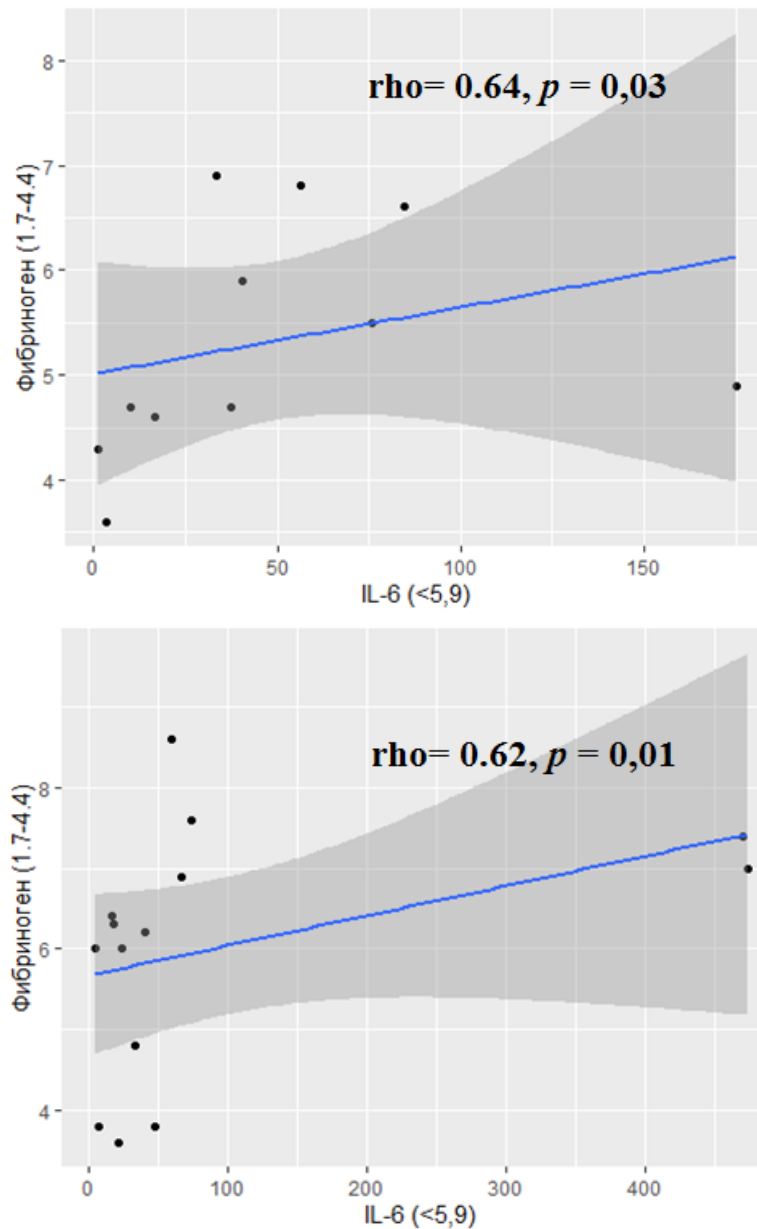 rho= 0.64, p = 0,03
8
7
6
5
4
Фибриноген (1.7-4.4)
0 50 100 150
IL-6 (<5,9)
rho= 0.62, p = 0,01
8
6
4
Фибриноген (1.7-4.4)
0 100 200 300 400
IL-6 (<5,9)